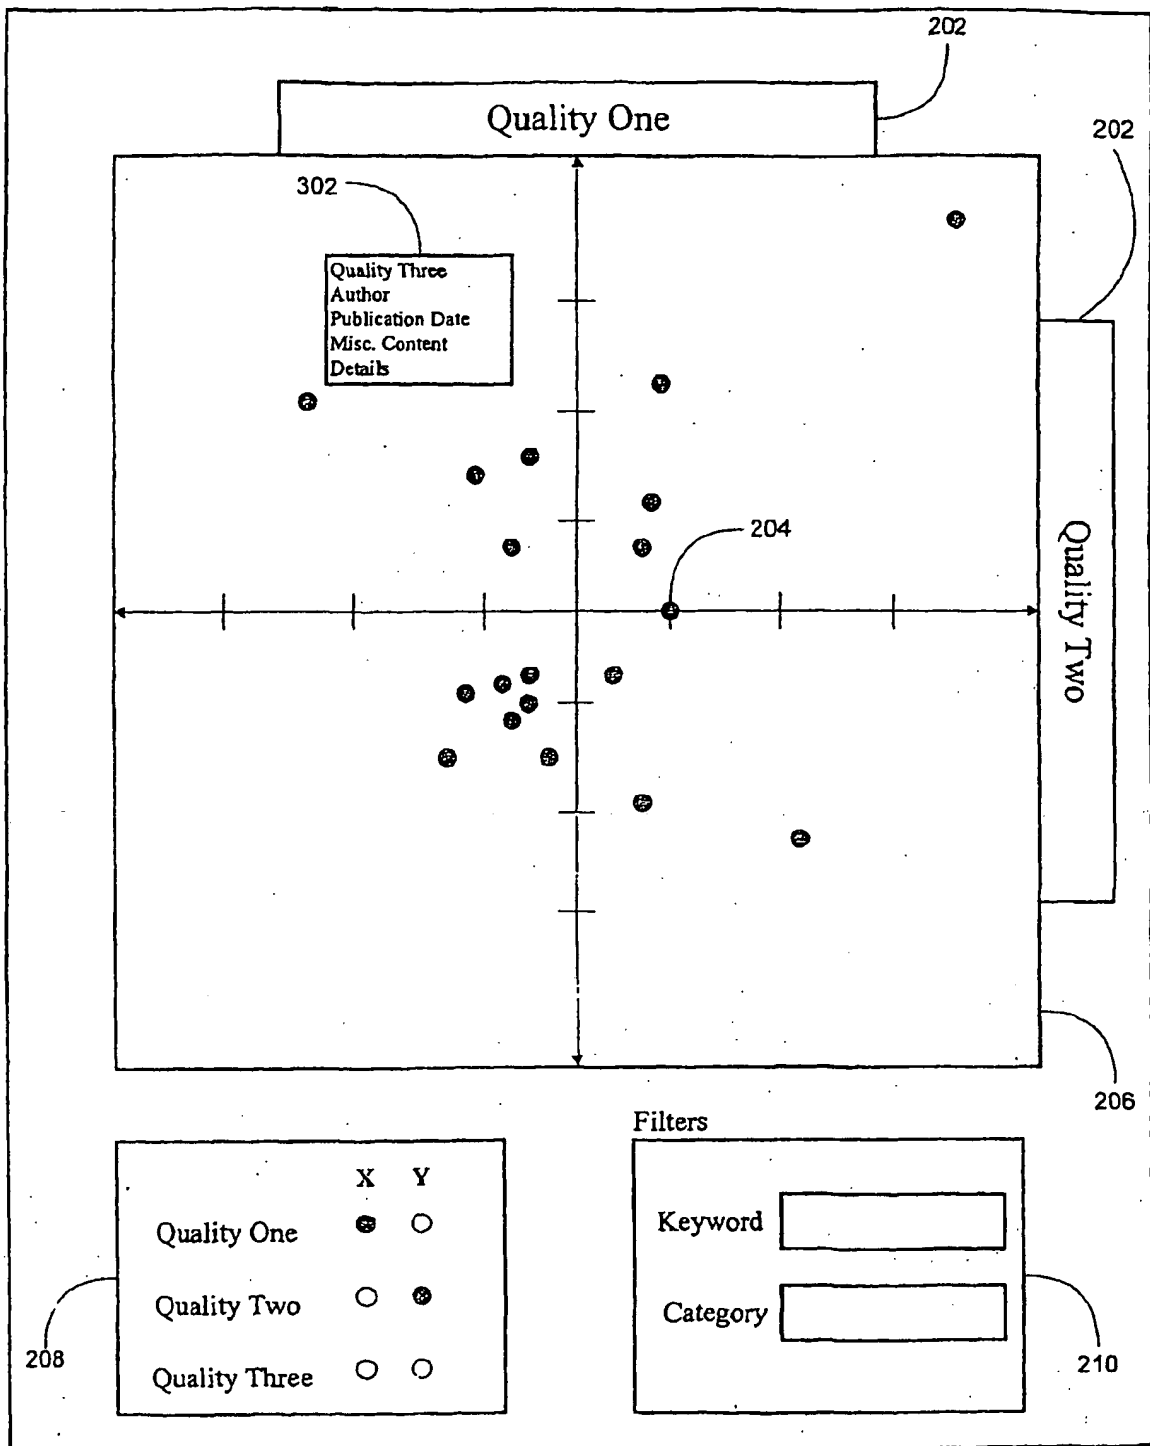 202
Quality One
202
302
Quality Three
Author
Publication Date
Misc. Content
Details
204
Quality Two
206
Filters
X Y
Quality One
Quality Two
Quality Three
208
Keyword
Category
210